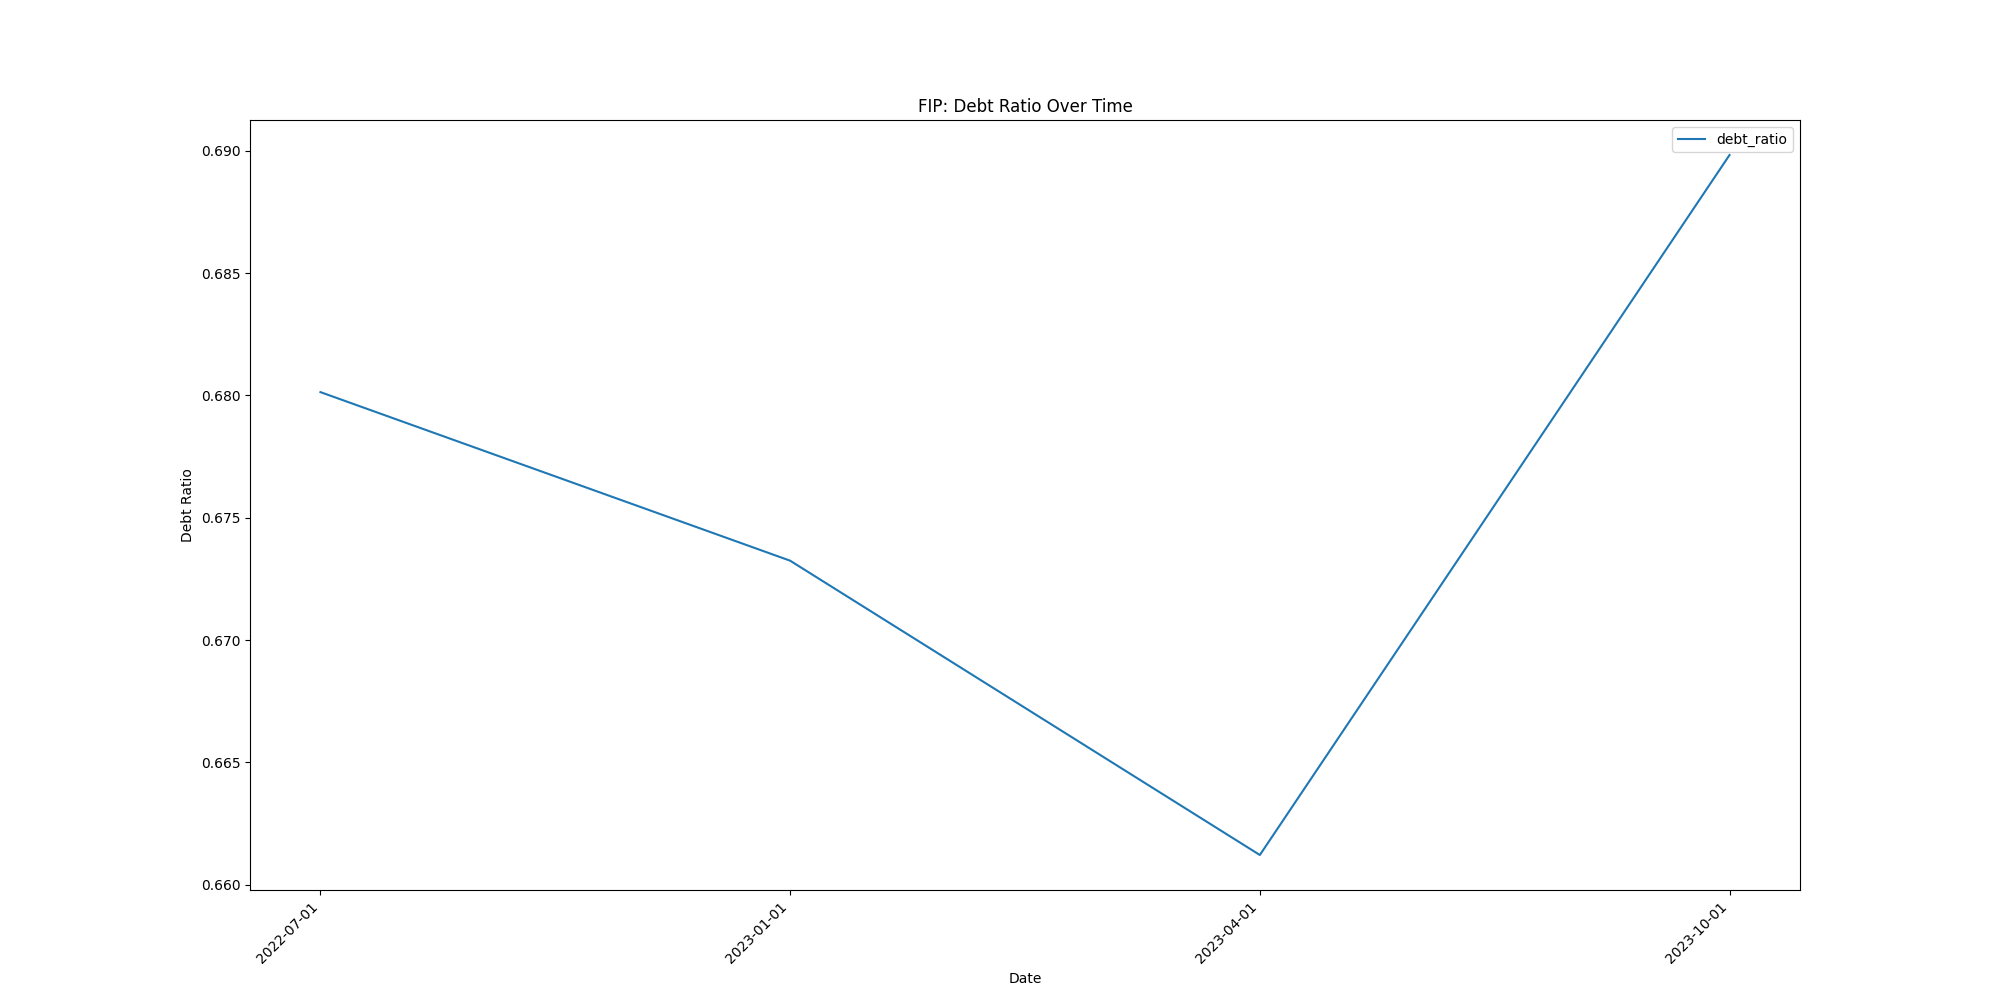 FIP: Debt Ratio Over Time
debt_ratio
0.690
0.685
0.680
0.675
0.670
0.665
0.660
Debt Ratio
2022-07-01
2023-01-01
2023-04-01
2023-10-01
Date